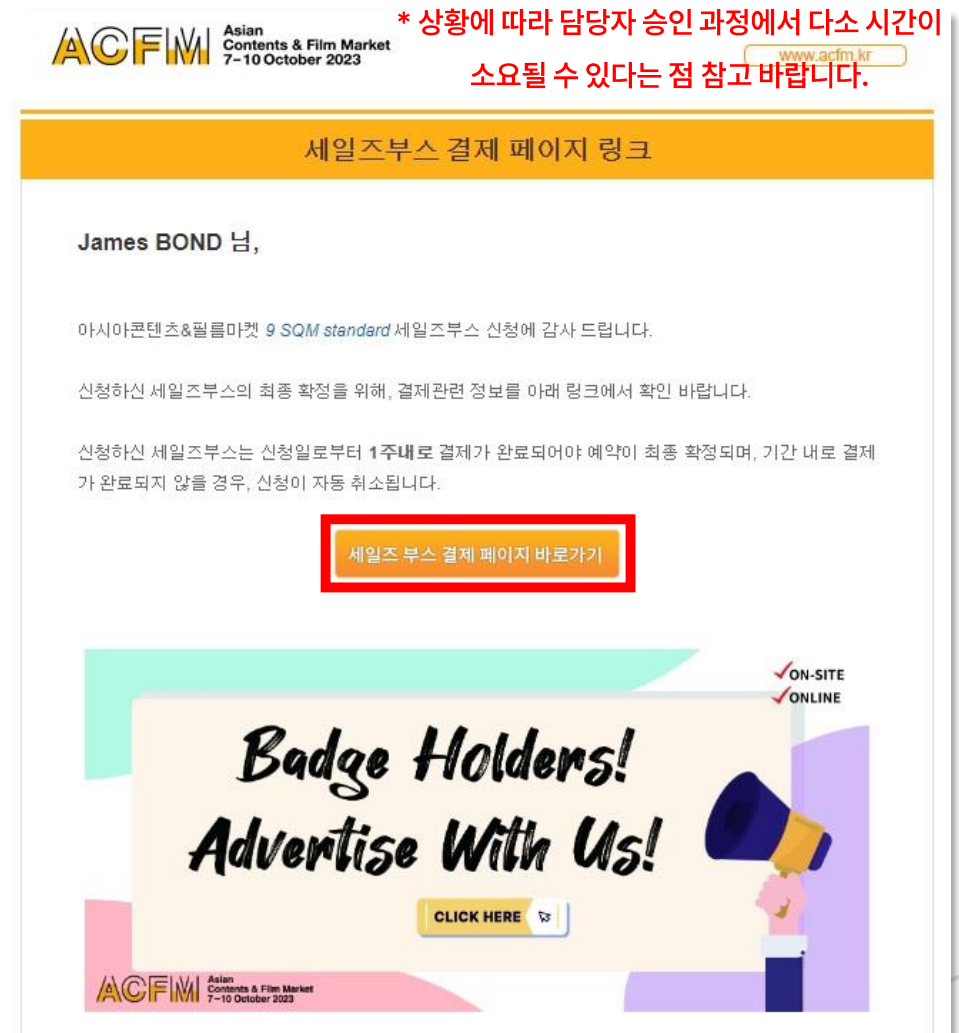 ACFM
Asian
Contents & Film Market
7–10 October 2023
* 상황에 따라 담당자 승인 과정에서 다소 시간이
소요될 수 있다는 점 참고 바랍니다.
www.acfm.kr
세일즈부스 결제 페이지 링크
James BOND 님,
아시아콘텐츠&필름마켓 9 SQM standard 세일즈부스 신청에 감사 드립니다.
신청하신 세일즈부스의 최종 확정을 위해, 결제관련 정보를 아래 링크에서 확인 바랍니다.
신청하신 세일즈부스는 신청일로부터 1주내로 결제가 완료되어야 예약이 최종 확정되며, 기간 내로 결제
가 완료되지 않을 경우, 신청이 자동 취소됩니다.
세일즈 부스 결제 페이지 바로가기
ON-SITE
ONLINE
Badge Holders!
Advertise With Us!
CLICK HERE
ACFM
Asian
Contents & Film Market
7–10 October 2023